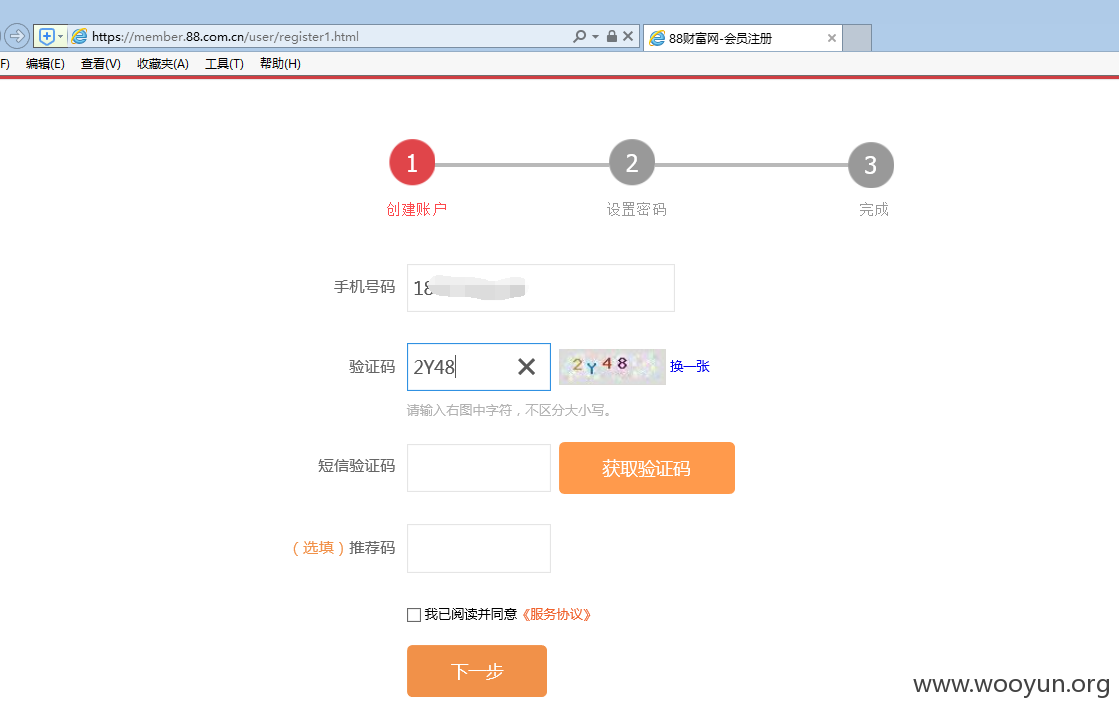 https://member.88.com.cn/user/register1.html
88财富网-会员注册
F) 编辑(E) 查看(V) 收藏夹(A) 工具(T) 帮助(H)
1 2 3
创建账户 设置密码 完成
手机号码 18
验证码 2Y48 2Y48 换一张
请输入右图中字符，不区分大小写。
短信验证码 获取验证码
（选填）推荐码
我已阅读并同意《服务协议》
下一步
www.wooyun.org